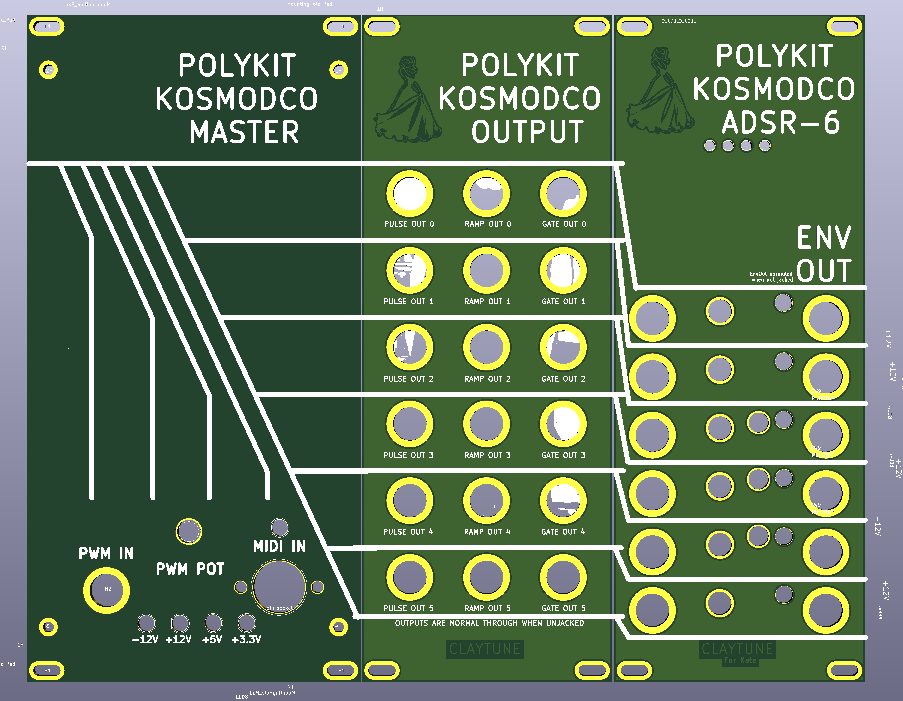 POLYKIT
KOSMODCO
MASTER
POLYKIT
KOSMODCO
OUTPUT
POLYKIT
KOSMODCO
ADSR-6
PULSE OUT 0
RAMP OUT 0
GATE OUT 0
ENV
OUT
PULSE OUT 1
RAMP OUT 1
GATE OUT 1
PULSE OUT 2
RAMP OUT 2
GATE OUT 2
PULSE OUT 3
RAMP OUT 3
GATE OUT 3
PULSE OUT 4
RAMP OUT 4
GATE OUT 4
PULSE OUT 5
RAMP OUT 5
GATE OUT 5
OUTPUTS ARE NORMAL THROUGH WHEN UNJACKED
PWM IN
PWM POT
MIDI IN
-12V
+12V
+5V
+3.3V
CLAYTUNE
CLAYTUNE
For Kate
+12V
+12V
-12V
+12V